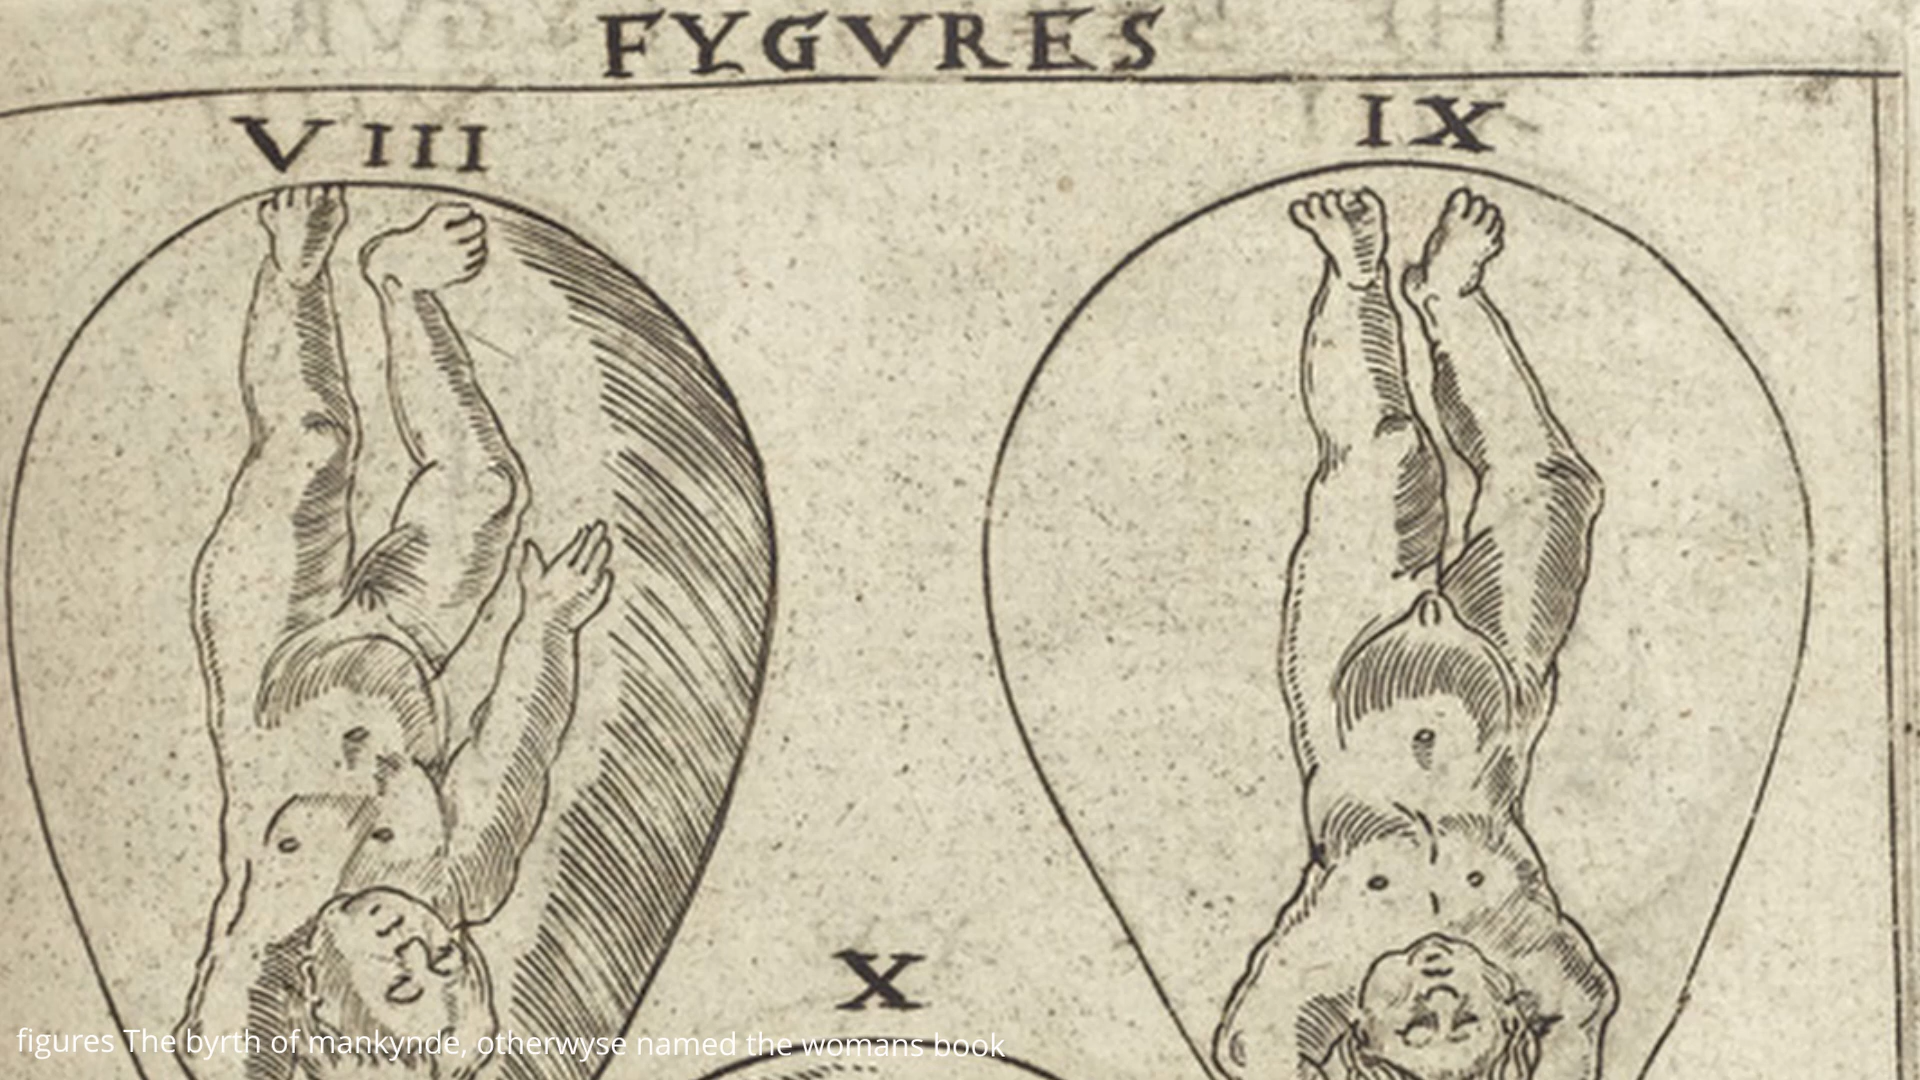 FYGVRES
VIII
IX
X
figures The byrth of mankynde, otherwyse named the womans book